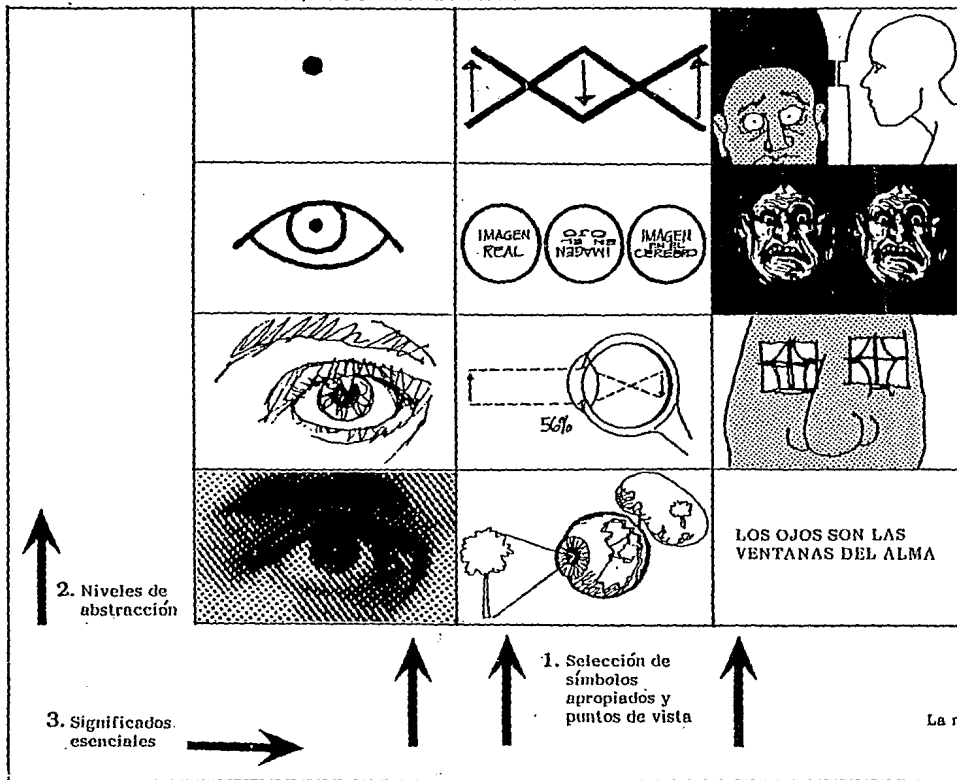 IMAGEN
REAL
IMAGEN
EN EL
OJO
IMAGEN
EN EL
CEREBRO
56%
LOS OJOS SON LAS
VENTANAS DEL ALMA
2. Niveles de
abstracción
1. Selección de
símbolos
apropiados y
puntos de vista
3. Significados
esenciales